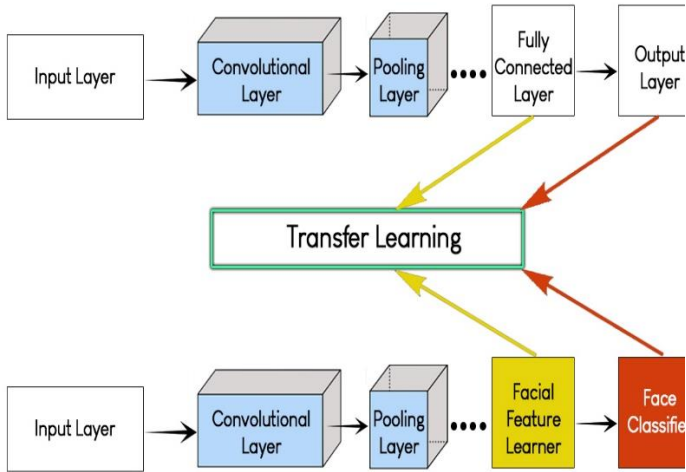 Input Layer
Convolutional
Layer
Pooling
Layer
Fully
Connected
Layer
Output
Layer
Transfer Learning
Input Layer
Convolutional
Layer
Pooling
Layer
Facial
Feature
Learner
Face
Classifie